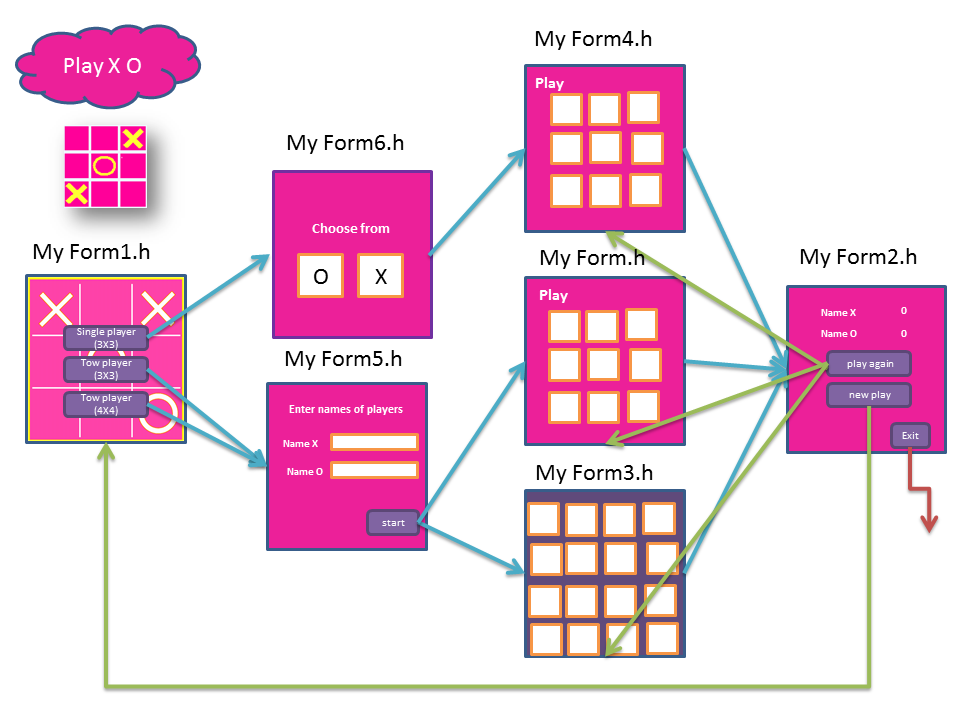 Play X O
My Form1.h
Single player
(3X3)
Tow player
(3X3)
Tow player
(4X4)
My Form6.h
Choose from
O X
My Form5.h
Enter names of players
Name X
Name O
start
My Form4.h
Play
My Form.h
Play
My Form3.h
My Form2.h
Name X 0
Name O 0
play again
new play
Exit